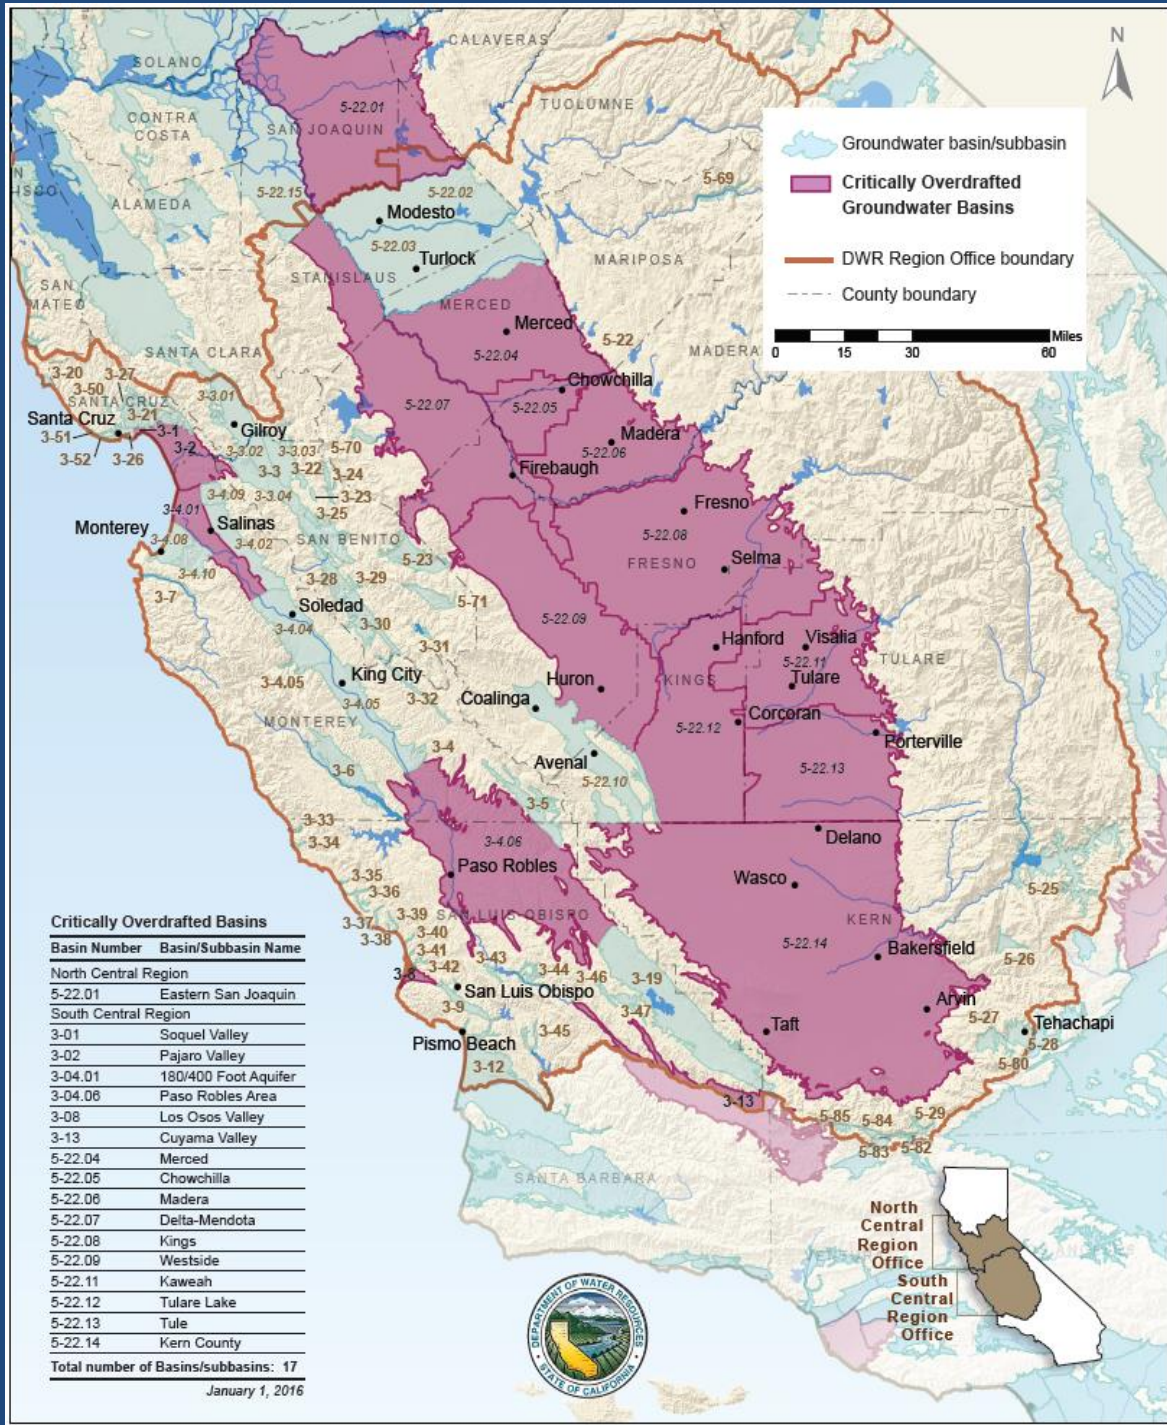 N
CALAVERAS
SOLANO
TUOLUMNE
5-22.01
CONTRA
COSTA
SAN JOAQUIN
Groundwater basin/subbasin
Critically Overdrafted
Groundwater Basins
DWR Region Office boundary
County boundary
Miles
0 15 30 60
5-69
5-22.15
5-22.02
ALAMEDA
Modesto
5-22.03
Turlock
MARIPOSA
STANISLAUS
SAN
MATEO
MERCED
Merced
5-22
5-22.04
MADERA
SANTA CLARA
3-20
3-27
3-50
3-3.01
SANTA CRUZ
3-21
Chowchilla
5-22.05
5-22.07
Santa Cruz
3-1
Gilroy
3-51
3-52
3-26
3-2
3-3.02
3-3.03
5-70
Madera
5-22.06
3-3
3-22
3-24
Firebaugh
3-4.09
3-3.04
3-23
3-25
3-4.01
Fresno
5-22.08
Monterey
Salinas
3-4.08
3-4.02
SAN BENITO
3-4.10
5-23
FRESNO
Selma
3-7
3-28
3-29
5-71
Soledad
3-4.04
3-30
5-22.09
3-31
Hanford
Visalia
5-22.11
TULARE
3-4.05
King City
3-4.05
3-32
Huron
KINGS
Tulare
Coalinga
MONTEREY
Corcoran
5-22.12
Porterville
3-4
Avenal
5-22.10
5-22.13
3-6
3-5
3-33
3-34
3-4.06
Delano
Paso Robles
Wasco
3-35
3-36
5-25
3-37
3-38
3-39
3-40
3-41
3-42
SAN LUIS OBISPO
KERN
5-22.14
Bakersfield
3-43
3-44
3-46
3-19
5-26
3-8
San Luis Obispo
3-9
3-47
Arvin
5-27
Tehachapi
5-28
Pismo Beach
3-45
Taft
5-80
3-12
3-13
5-85
5-84
5-29
5-83
5-82
SANTA BARBARA
Critically Overdrafted Basins
Basin Number Basin/Subbasin Name
North Central Region
5-22.01 Eastern San Joaquin
South Central Region
3-01 Soquel Valley
3-02 Pajaro Valley
3-04.01 180/400 Foot Aquifer
3-04.06 Paso Robles Area
3-08 Los Osos Valley
3-13 Cuyama Valley
5-22.04 Merced
5-22.05 Chowchilla
5-22.06 Madera
5-22.07 Delta-Mendota
5-22.08 Kings
5-22.09 Westside
5-22.11 Kaweah
5-22.12 Tulare Lake
5-22.13 Tule
5-22.14 Kern County
Total number of Basins/subbasins: 17
January 1, 2016
DEPARTMENT OF WATER RESOURCES
STATE OF CALIFORNIA
North
Central
Region
Office
South
Central
Region
Office